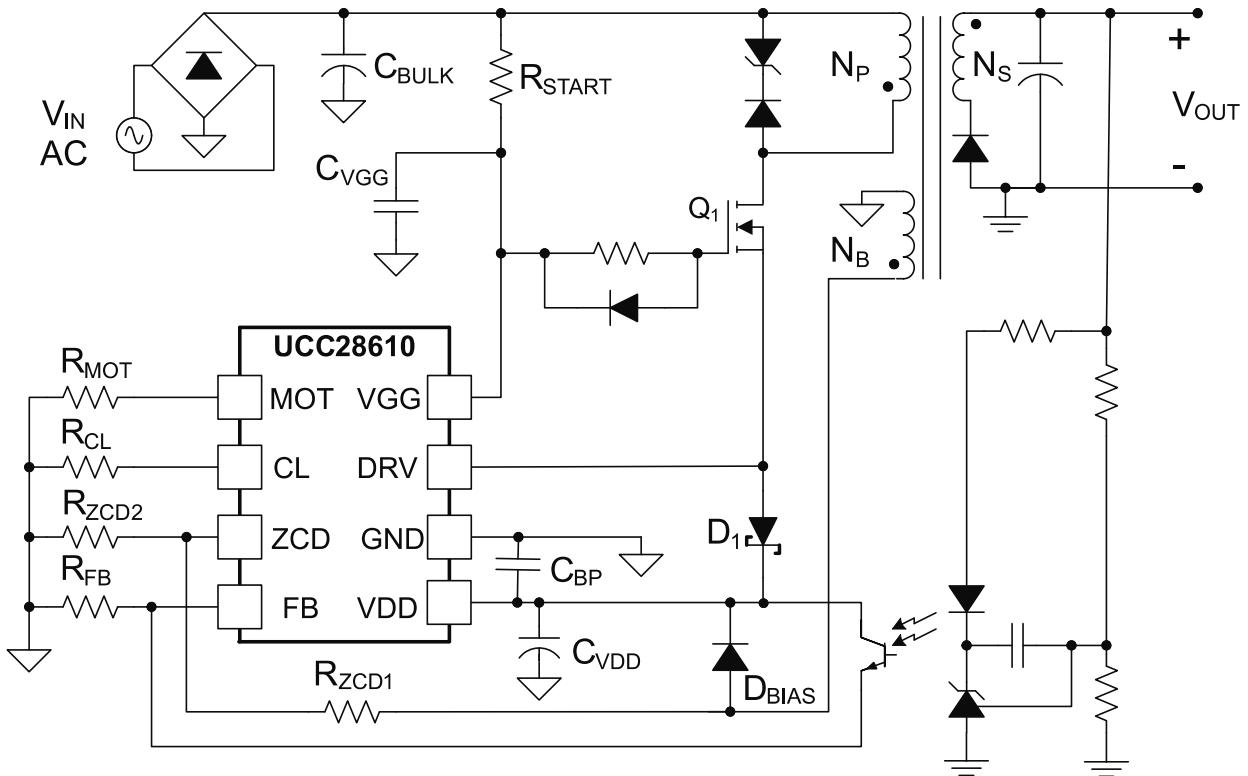 V_IN
AC
C_BULK
R_START
N_P
N_S
+
V_OUT
-
C_VGG
Q_1
N_B
UCC28610
R_MOT
MOT
VGG
R_CL
CL
DRV
R_ZCD2
ZCD
GND
D_1
C_BP
R_FB
FB
VDD
C_VDD
R_ZCD1
D_BIAS